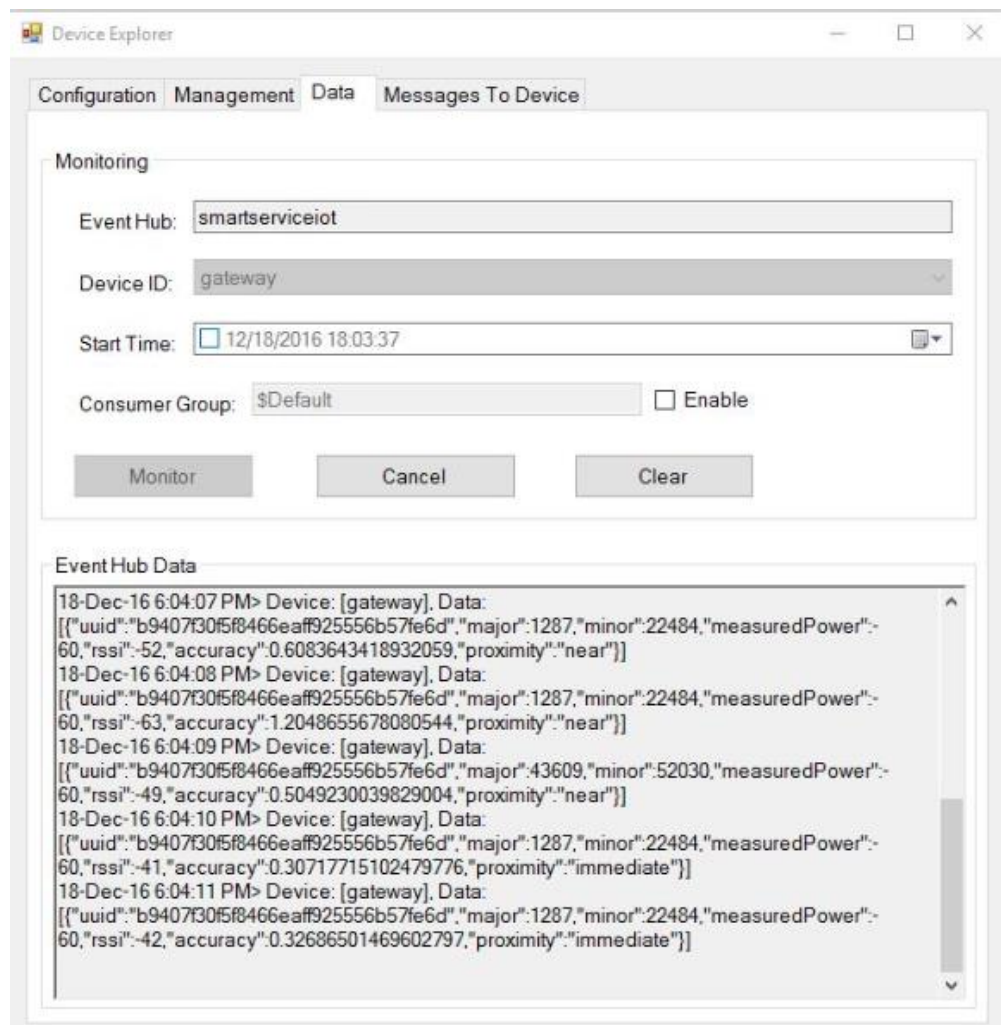 Device Explorer
Configuration Management Data Messages To Device
Monitoring
Event Hub: smartserviceiot
Device ID: gateway
Start Time: 12/18/2016 18:03:37
Consumer Group: $Default Enable
Monitor Cancel Clear
Event Hub Data
18-Dec-16 6:04:07 PM> Device: [gateway], Data:
[{"uuid":"b9407f30f5f8466eaff925556b57fe6d","major":1287,"minor":22484,"measuredPower":-
60,"rssi":-52,"accuracy":0.6083643418932059,"proximity":"near"}]
18-Dec-16 6:04:08 PM> Device: [gateway], Data:
[{"uuid":"b9407f30f5f8466eaff925556b57fe6d","major":1287,"minor":22484,"measuredPower":-
60,"rssi":-63,"accuracy":1.2048655678080544,"proximity":"near"}]
18-Dec-16 6:04:09 PM> Device: [gateway], Data:
[{"uuid":"b9407f30f5f8466eaff925556b57fe6d","major":43609,"minor":52030,"measuredPower":-
60,"rssi":-49,"accuracy":0.5049230039829004,"proximity":"near"}]
18-Dec-16 6:04:10 PM> Device: [gateway], Data:
[{"uuid":"b9407f30f5f8466eaff925556b57fe6d","major":1287,"minor":22484,"measuredPower":-
60,"rssi":-41,"accuracy":0.30717715102479776,"proximity":"immediate"}]
18-Dec-16 6:04:11 PM> Device: [gateway], Data:
[{"uuid":"b9407f30f5f8466eaff925556b57fe6d","major":1287,"minor":22484,"measuredPower":-
60,"rssi":-42,"accuracy":0.32686501469602797,"proximity":"immediate"}]